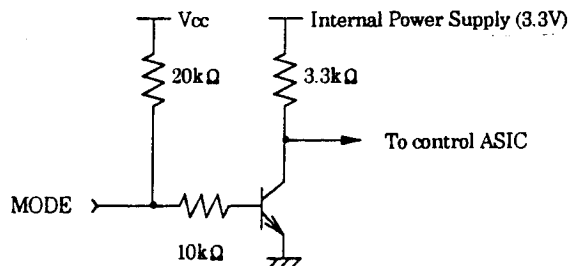 Vcc
Internal Power Supply (3.3V)
20kΩ
3.3kΩ
To control ASIC
MODE
10kΩ